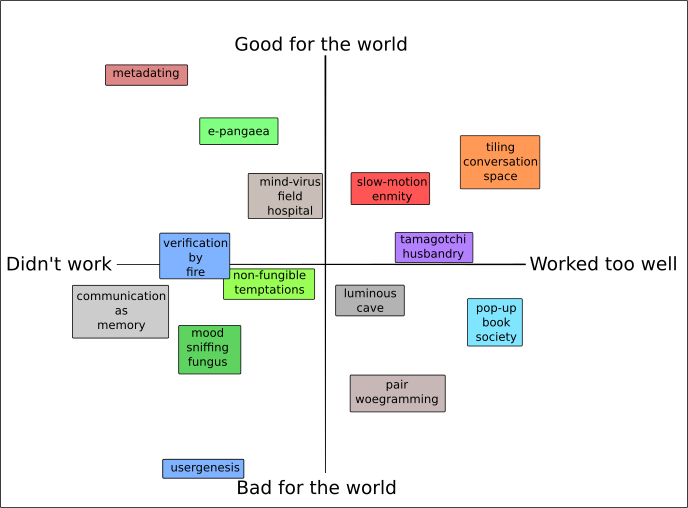 Good for the world
metadating
e-pangaea
tiling
conversation
space
mind-virus
field
hospital
slow-motion
enmity
verification
by
fire
tamagotchi
husbandry
Didn't work
Worked too well
non-fungible
temptations
communication
as
memory
luminous
cave
pop-up
book
society
mood
sniffing
fungus
pair
woegramming
usergenesis
Bad for the world